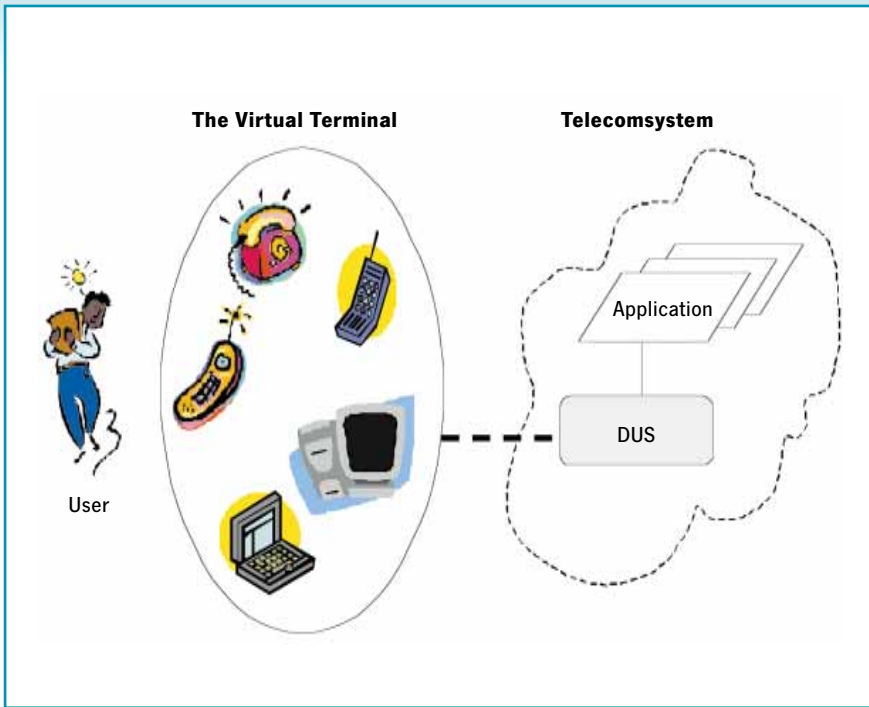 The Virtual Terminal
Telecomsystem
Application
DUS
User